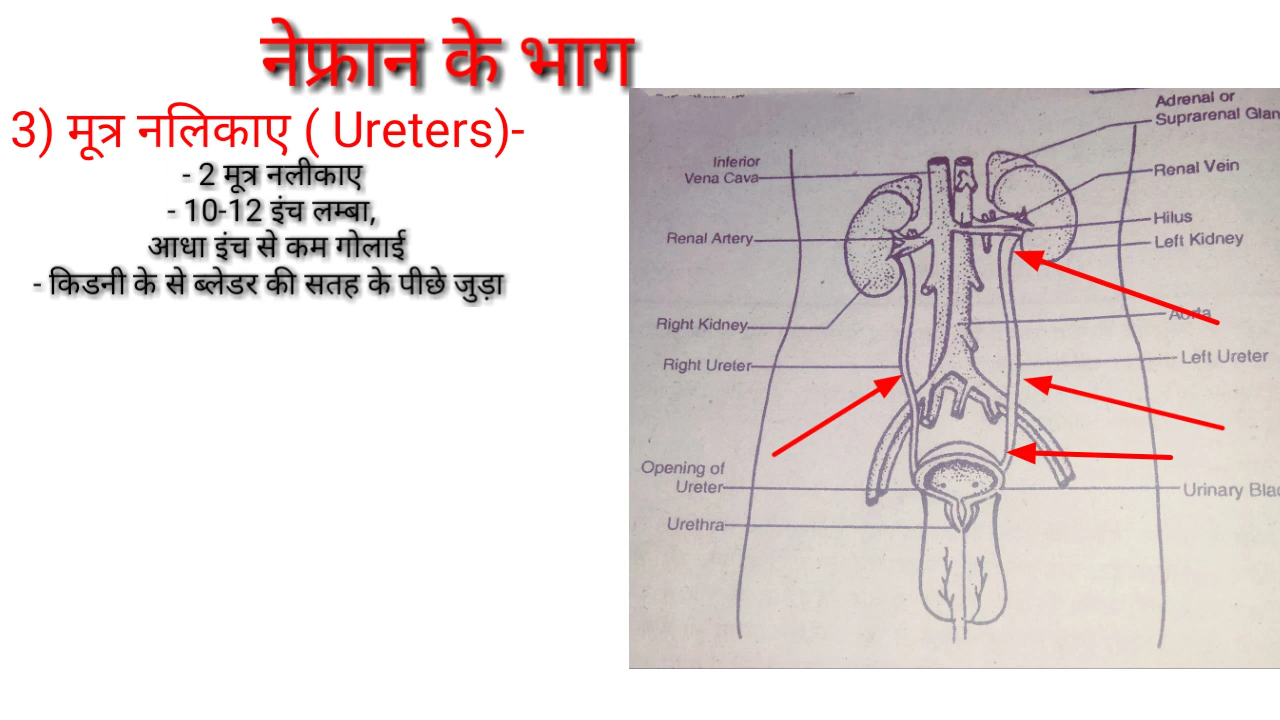 नेफ्रान के भाग
3) मूत्र नलिकाए ( Ureters)-
- 2 मूत्र नलीकाए
- 10-12 इंच लम्बा,
आधा इंच से कम गोलाई
- किडनी के से ब्लेडर की सतह के पीछे जुड़ा
Adrenal or
Suprarenal Glan
Inferior
Vena Cava
Renal Vein
Hilus
Renal Artery
Left Kidney
Aorta
Right Kidney
Left Ureter
Right Ureter
Opening of
Ureter
Urinary Blad
Urethra